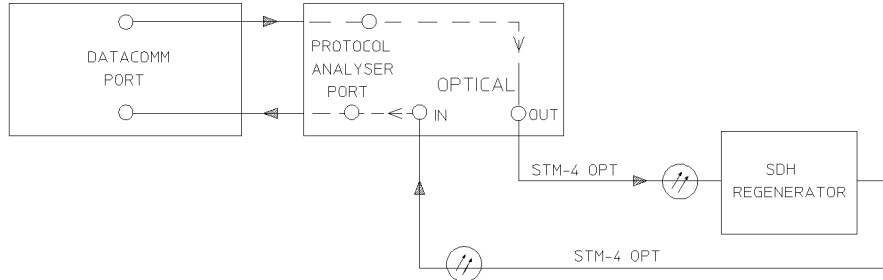 DATACOMM
PORT
PROTOCOL
ANALYSER
PORT
OPTICAL
IN
OUT
STM-4 OPT
SDH
REGENERATOR
STM-4 OPT